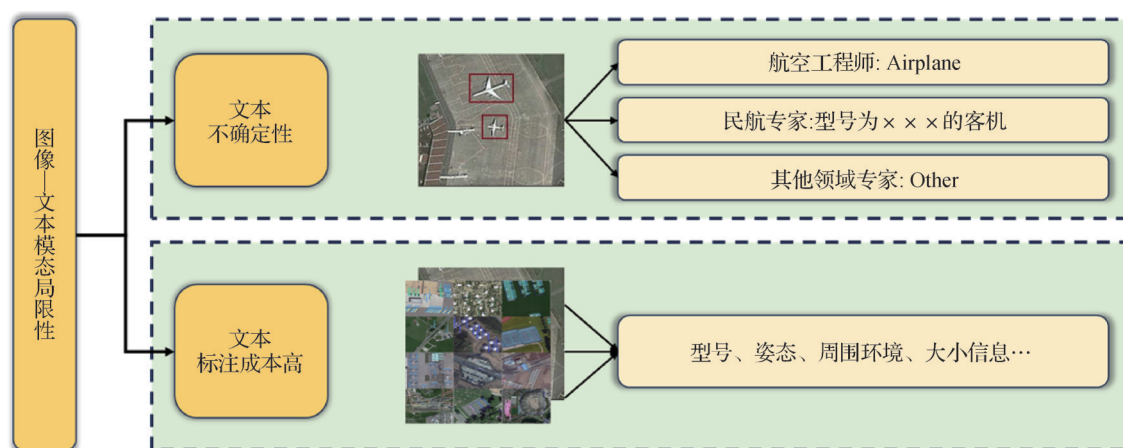 图像—文本模态局限性
文本
不确定性
航空工程师: Airplane
民航专家:型号为×××的客机
其他领域专家: Other
文本
标注成本高
型号、姿态、周围环境、大小信息…